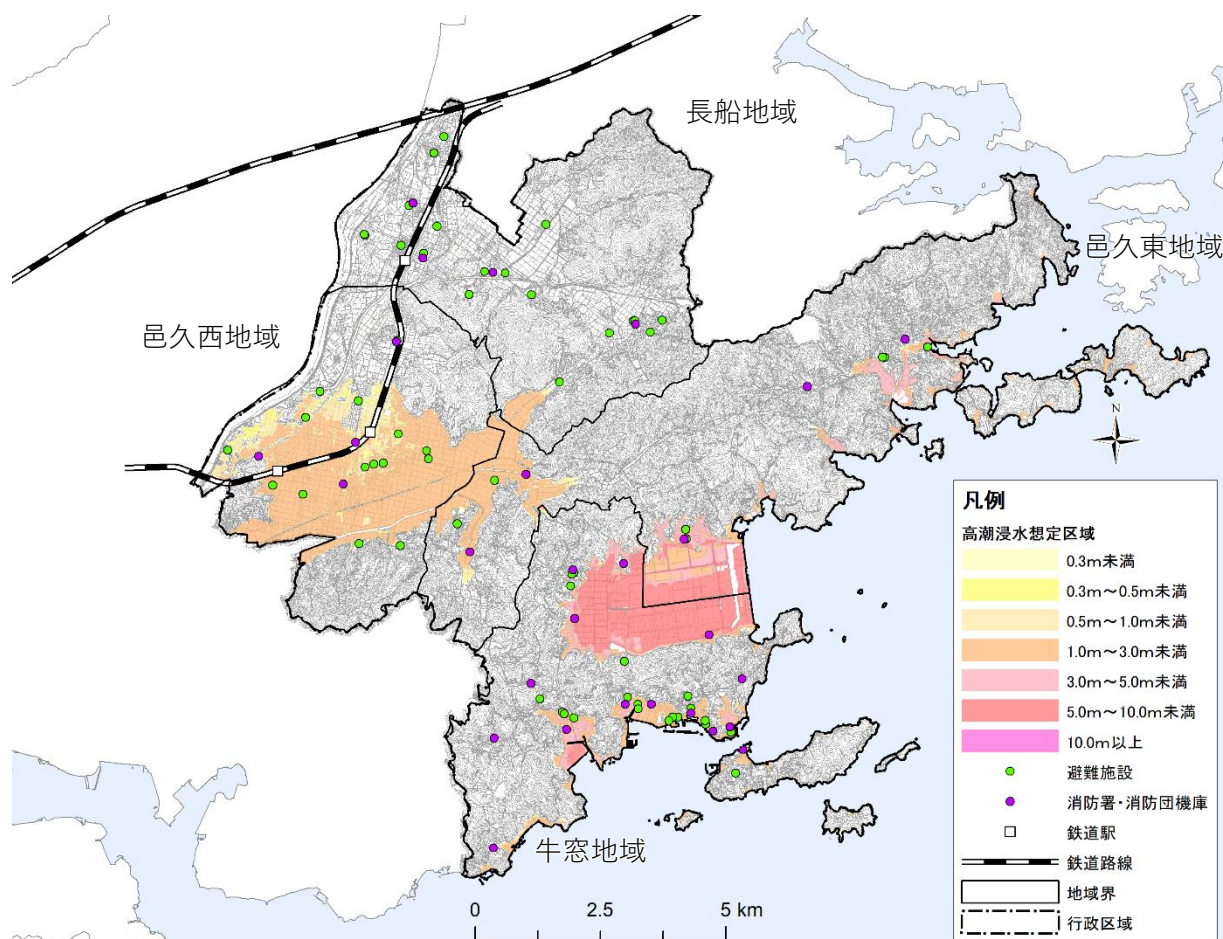 長船地域
邑久東地域
邑久西地域
N
牛窓地域
0 2.5 5 km
凡例
高潮浸水想定区域
0.3m未満
0.3m～0.5m未満
0.5m～1.0m未満
1.0m～3.0m未満
3.0m～5.0m未満
5.0m～10.0m未満
10.0m以上
避難施設
消防署・消防団機庫
鉄道駅
鉄道路線
地域界
行政区域